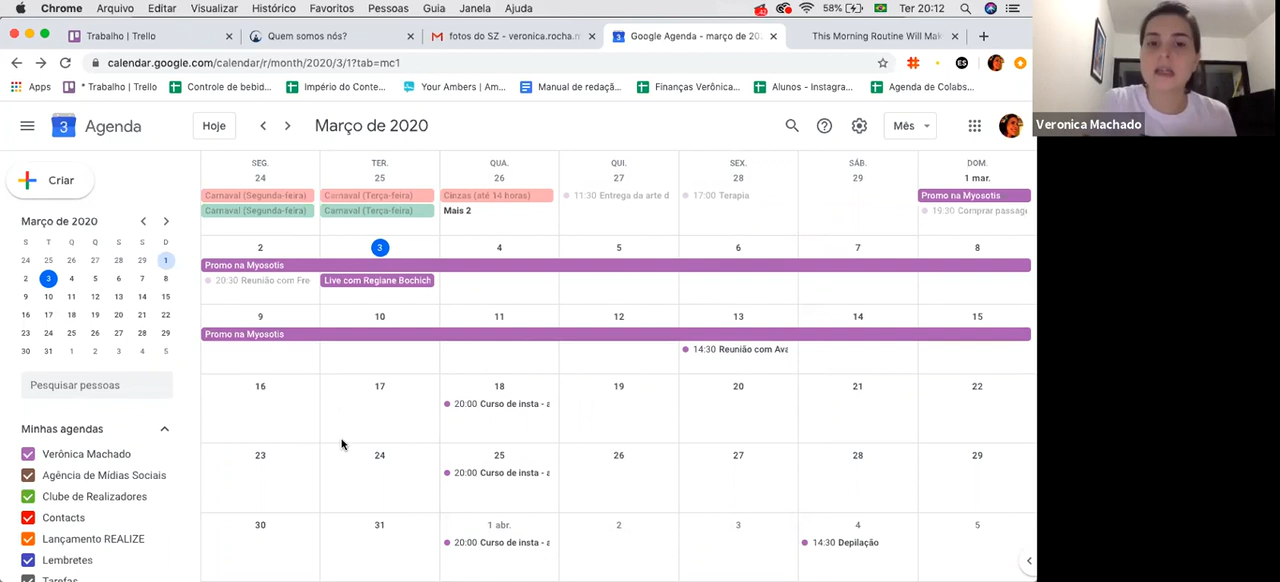 Chrome Arquivo Editar Visualizar Histórico Favoritos Pessoas Guia Janela Ajuda 58% Ter 20:12
Trabalho | Trello
Quem somos nós?
fotos do SZ - veronica.rocha.r
Google Agenda - março de 20
This Morning Routine Will Mak
calendar.google.com/calendar/r/month/2020/3/1?tab=mc1
Apps
* Trabalho | Trello
Controle de bebid...
Império do Conte...
Your Ambers | Am...
Manual de redaçã...
Finanças Verônica...
Alunos - Instagra...
Agenda de Colabs...
Veronica Machado
3 Agenda
Hoje
Março de 2020
Mês
Criar
Março de 2020
S T Q Q S S D
24 25 26 27 28 29 1
2 3 4 5 6 7 8
9 10 11 12 13 14 15
16 17 18 19 20 21 22
23 24 25 26 27 28 29
30 31 1 2 3 4 5
Pesquisar pessoas
Minhas agendas
Verônica Machado
Agência de Mídias Sociais
Clube de Realizadores
Contacts
Lançamento REALIZE
Lembretes
Tarefas
SEG. TER. QUA. QUI. SEX. SÁB. DOM.
24 25 26 27 28 29 1 mar.
Carnaval (Segunda-feira) Carnaval (Terça-feira) Cinzas (até 14 horas) 11:30 Entrega da arte d 17:00 Terapia Promo na Myosotis
Carnaval (Segunda-feira) Carnaval (Terça-feira) Mais 2 19:30 Comprar passage
2 3 4 5 6 7 8
Promo na Myosotis
20:30 Reunião com Fre Live com Regiane Bochich
9 10 11 12 13 14 15
Promo na Myosotis
14:30 Reunião com Ava
16 17 18 19 20 21 22
20:00 Curso de insta - a
23 24 25 26 27 28 29
20:00 Curso de insta - a
30 31 1 abr. 2 3 4 5
20:00 Curso de insta - a 14:30 Depilação